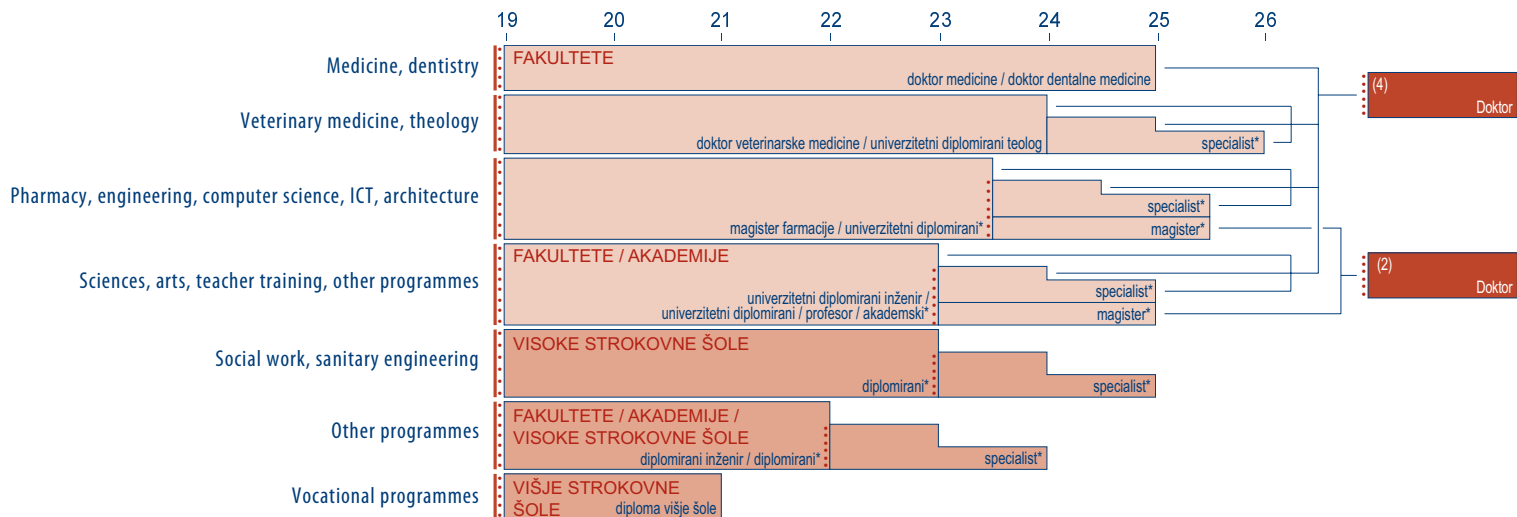 19 20 21 22 23 24 25 26
Medicine, dentistry
FAKULTETE
doktor medicine / doktor dentalne medicine
(4)
Doktor
Veterinary medicine, theology
doktor veterinarske medicine / univerzitetni diplomirani teolog
specialist*
Pharmacy, engineering, computer science, ICT, architecture
magister farmacije / univerzitetni diplomirani*
specialist*
magister*
Sciences, arts, teacher training, other programmes
FAKULTETE / AKADEMIJE
univerzitetni diplomirani inženir /
univerzitetni diplomirani / profesor / akademski*
specialist*
magister*
(2)
Doktor
Social work, sanitary engineering
VISOKE STROKOVNE ŠOLE
diplomirani*
specialist*
Other programmes
FAKULTETE / AKADEMIJE /
VISOKE STROKOVNE ŠOLE
diplomirani inženir / diplomirani*
specialist*
Vocational programmes
VIŠJE STROKOVNE
ŠOLE
diploma višje šole